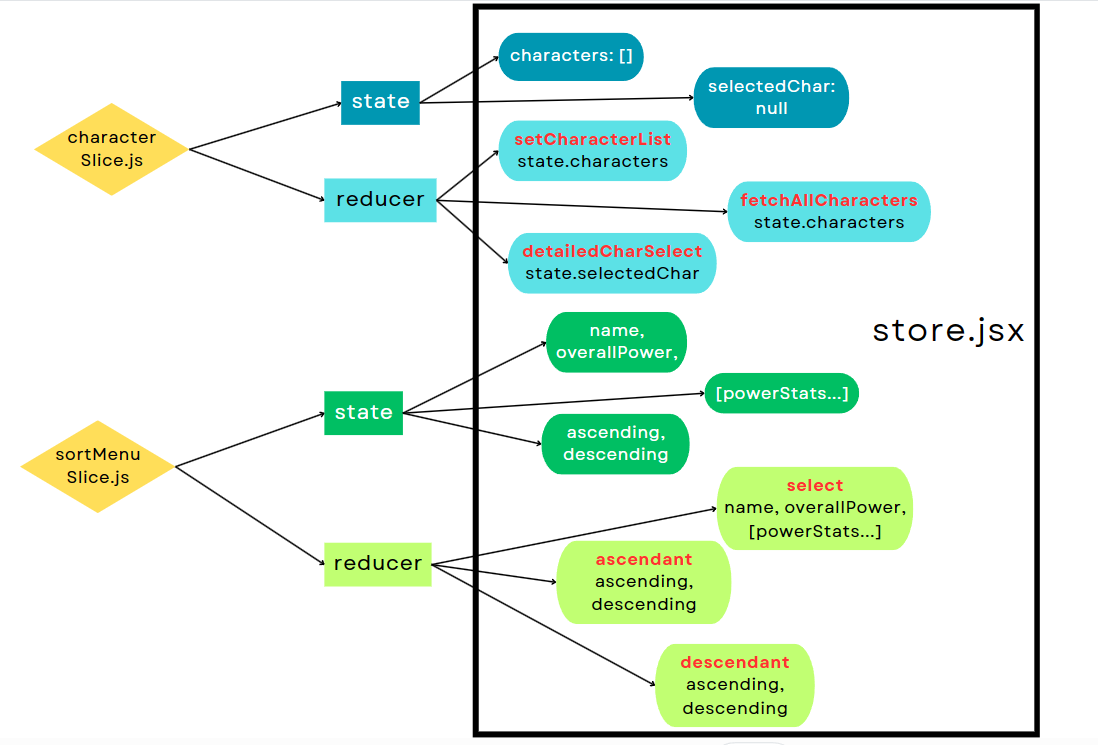 characters: []
selectedChar:
null
state
character
Slice.js
setCharacterList
state.characters
reducer
fetchAllCharacters
state.characters
detailedCharSelect
state.selectedChar
store.jsx
name,
overallPower,
[powerStats...]
state
ascending,
descending
sortMenu
Slice.js
select
name, overallPower,
[powerStats...]
reducer
ascendant
ascending,
descending
descendant
ascending,
descending